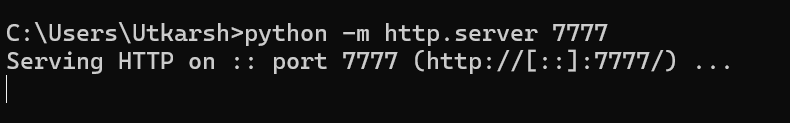 C:\Users\Utkarsh>python -m http.server 7777
Serving HTTP on :: port 7777 (http://[::]:7777/) ...